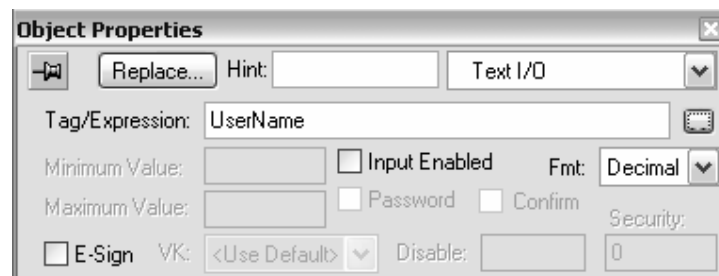 Object Properties
Replace... Hint: Text I/O
Tag/Expression: UserName ...
Minimum Value: Input Enabled Fmt: Decimal
Maximum Value: Password Confirm Security:
E-Sign VK: <Use Default> Disable: 0